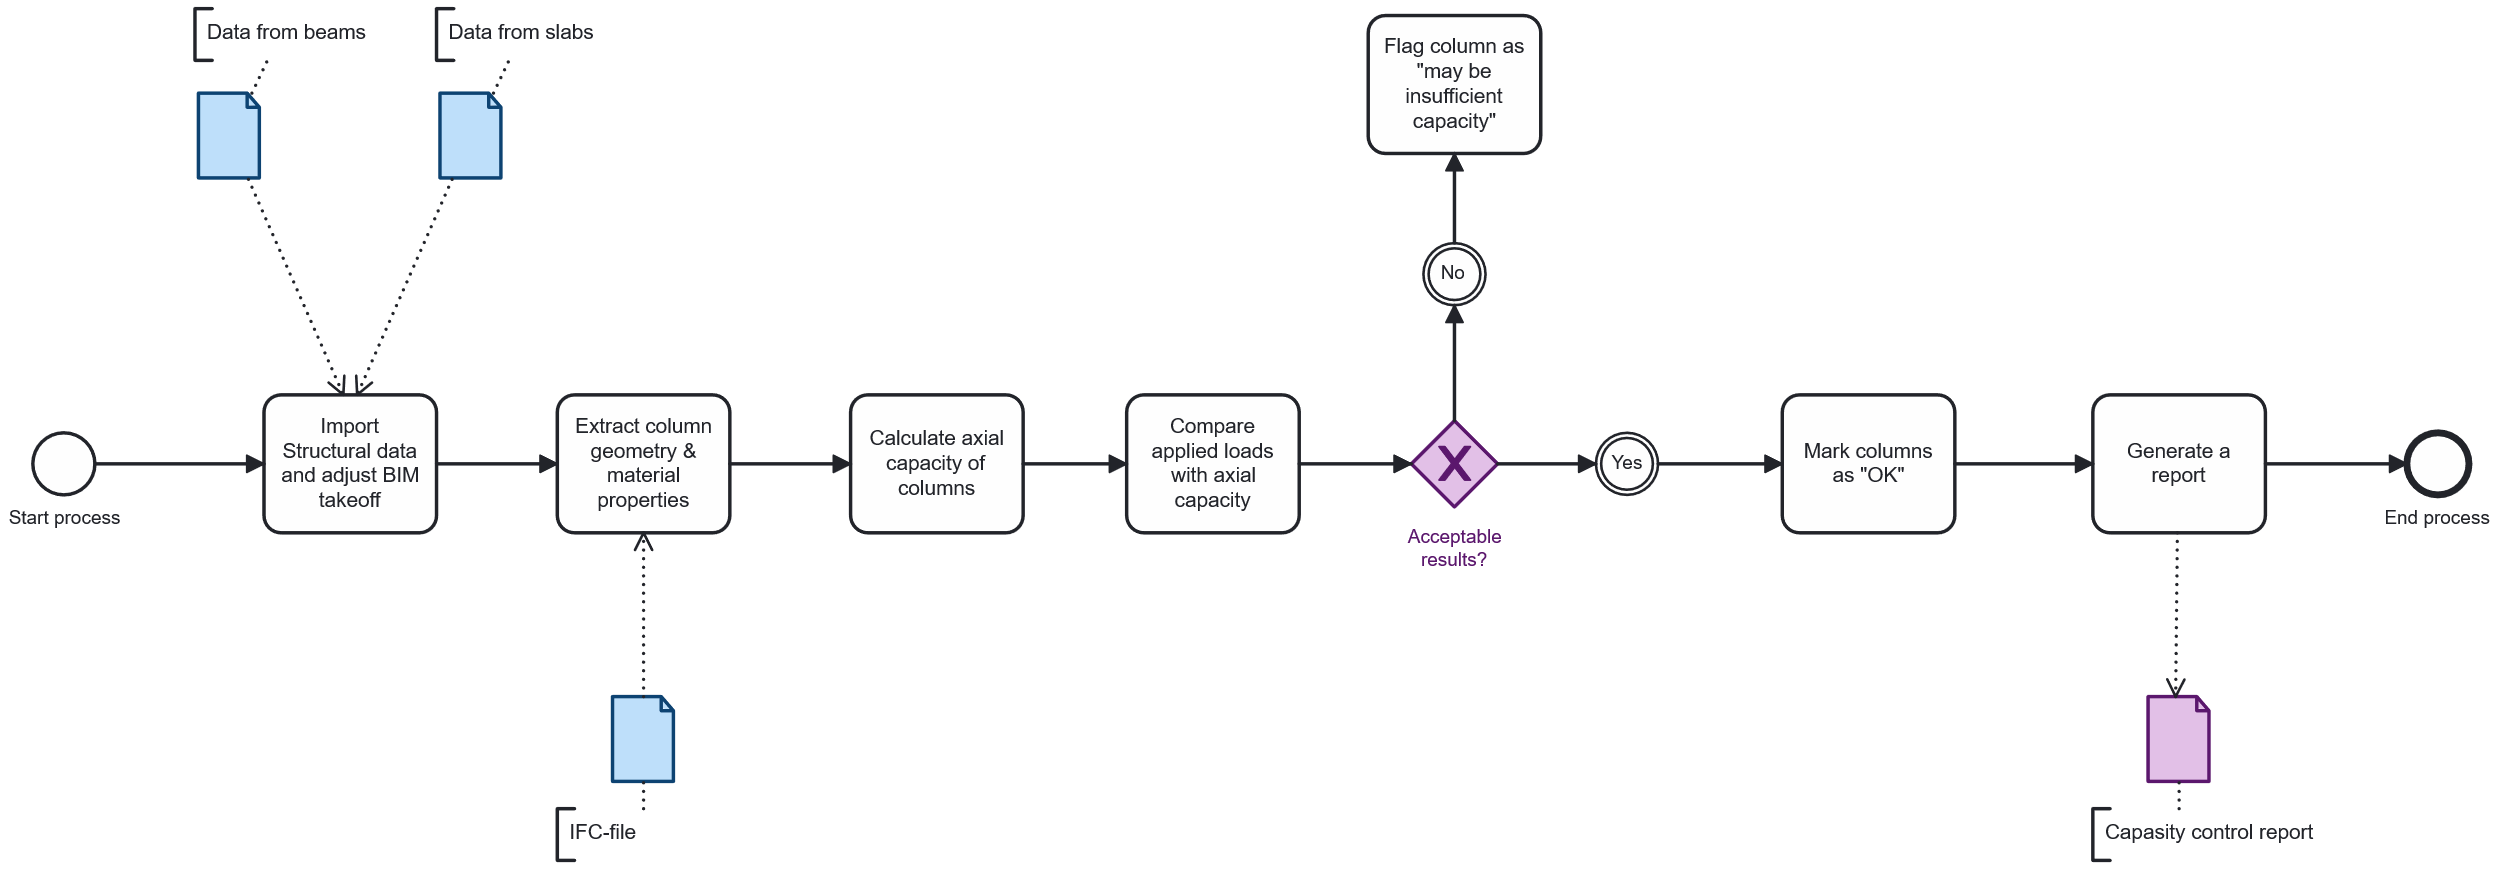 Data from beams
Data from slabs
Flag column as
"may be
insufficient
capacity"
No
Start process
Import
Structural data
and adjust BIM
takeoff
Extract column
geometry &
material
properties
Calculate axial
capacity of
columns
Compare
applied loads
with axial
capacity
X
Acceptable
results?
Yes
Mark columns
as "OK"
Generate a
report
End process
IFC-file
Capasity control report